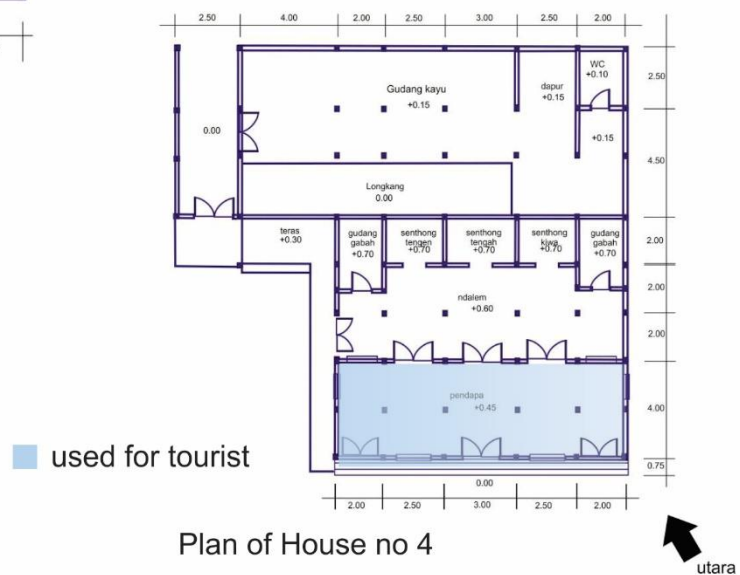 2.50 4.00 2.00 2.50 3.00 2.50 2.00
WC
+0.10
2.50
Gudang kayu
+0.15
dapur
+0.15
0.00
+0.15
4.50
Longkang
0.00
teras
+0.30
gudang
gabah
+0.70
senthong
tengen
+0.70
senthong
tengah
+0.70
senthong
kiwa
+0.70
gudang
gabah
+0.70
2.00
ndalem
+0.60
2.00
2.00
pendapa
+0.45
4.00
used for tourist
0.75
0.00
2.00 2.50 3.00 2.50 2.00
Plan of House no 4
utara